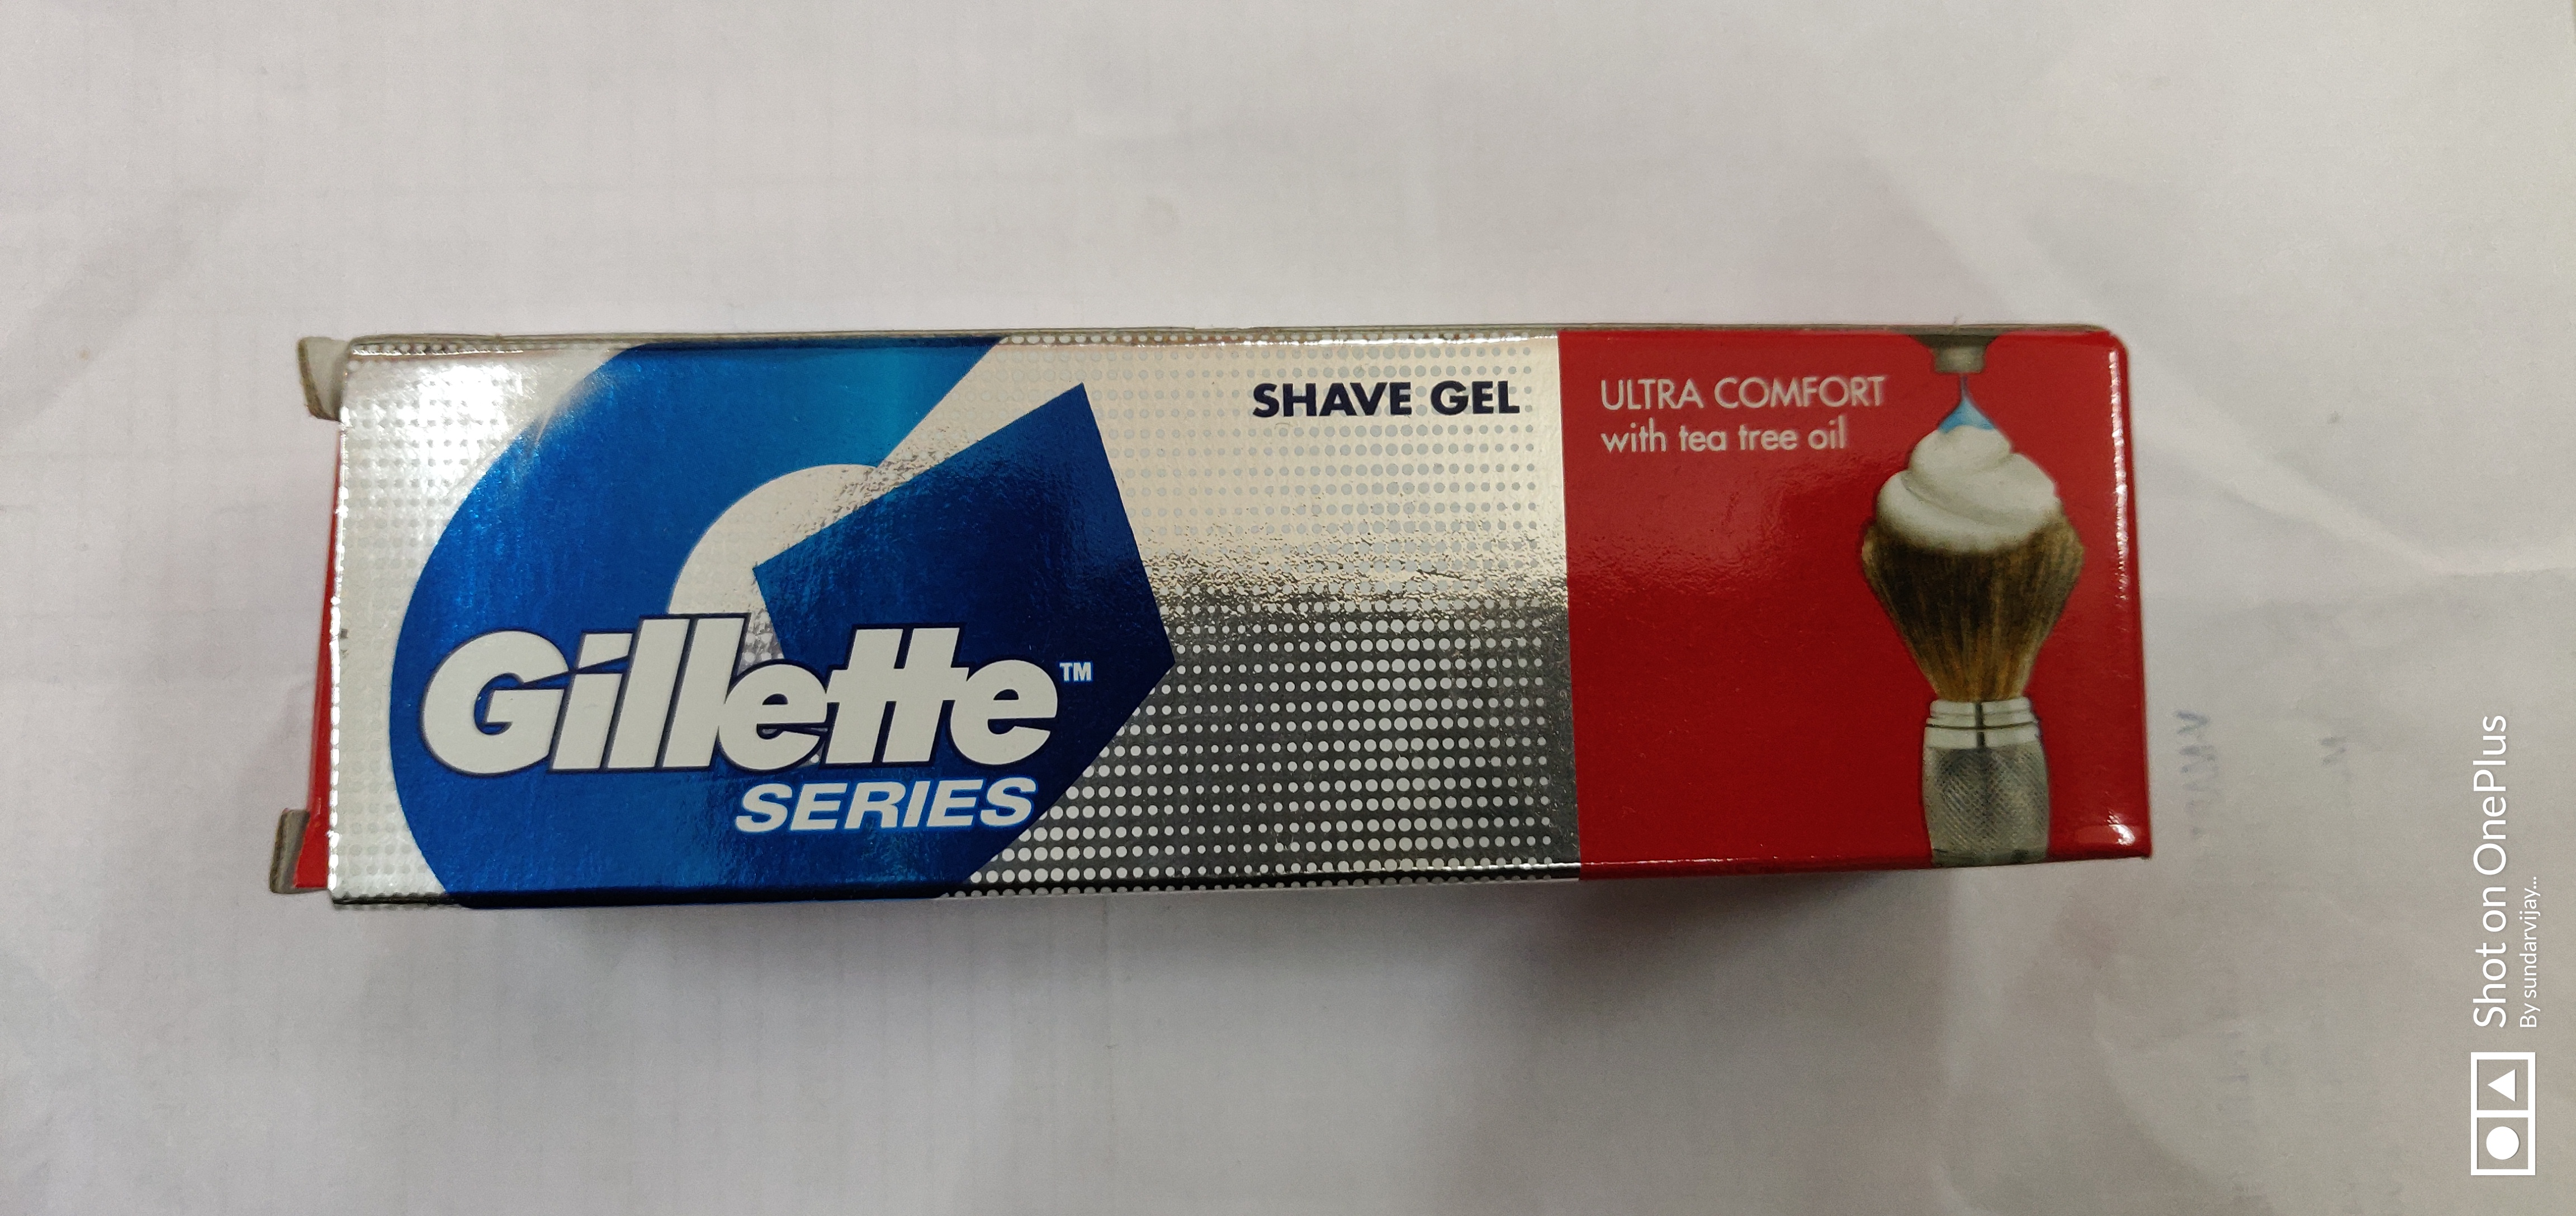 Gillette™
SERIES
SHAVE GEL
ULTRA COMFORT
with tea tree oil
Shot on OnePlus
By sundarvijay...